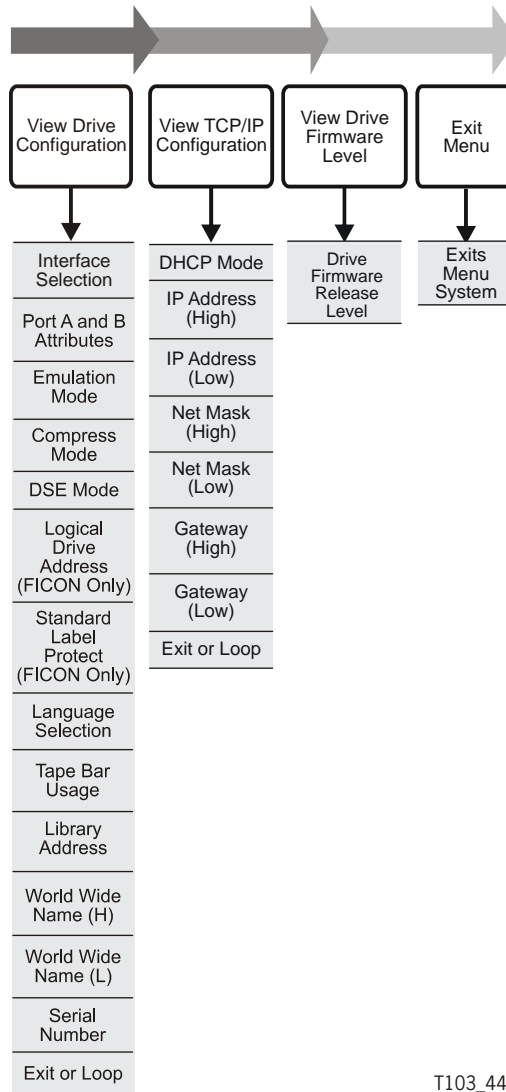 View Drive
Configuration
View TCP/IP
Configuration
View Drive
Firmware
Level
Exit
Menu
Interface
Selection
Port A and B
Attributes
Emulation
Mode
Compress
Mode
DSE Mode
Logical
Drive
Address
(FICON Only)
Standard
Label
Protect
(FICON Only)
Language
Selection
Tape Bar
Usage
Library
Address
World Wide
Name (H)
World Wide
Name (L)
Serial
Number
Exit or Loop
DHCP Mode
IP Address
(High)
IP Address
(Low)
Net Mask
(High)
Net Mask
(Low)
Gateway
(High)
Gateway
(Low)
Exit or Loop
Drive
Firmware
Release
Level
Exits
Menu
System
T103_44